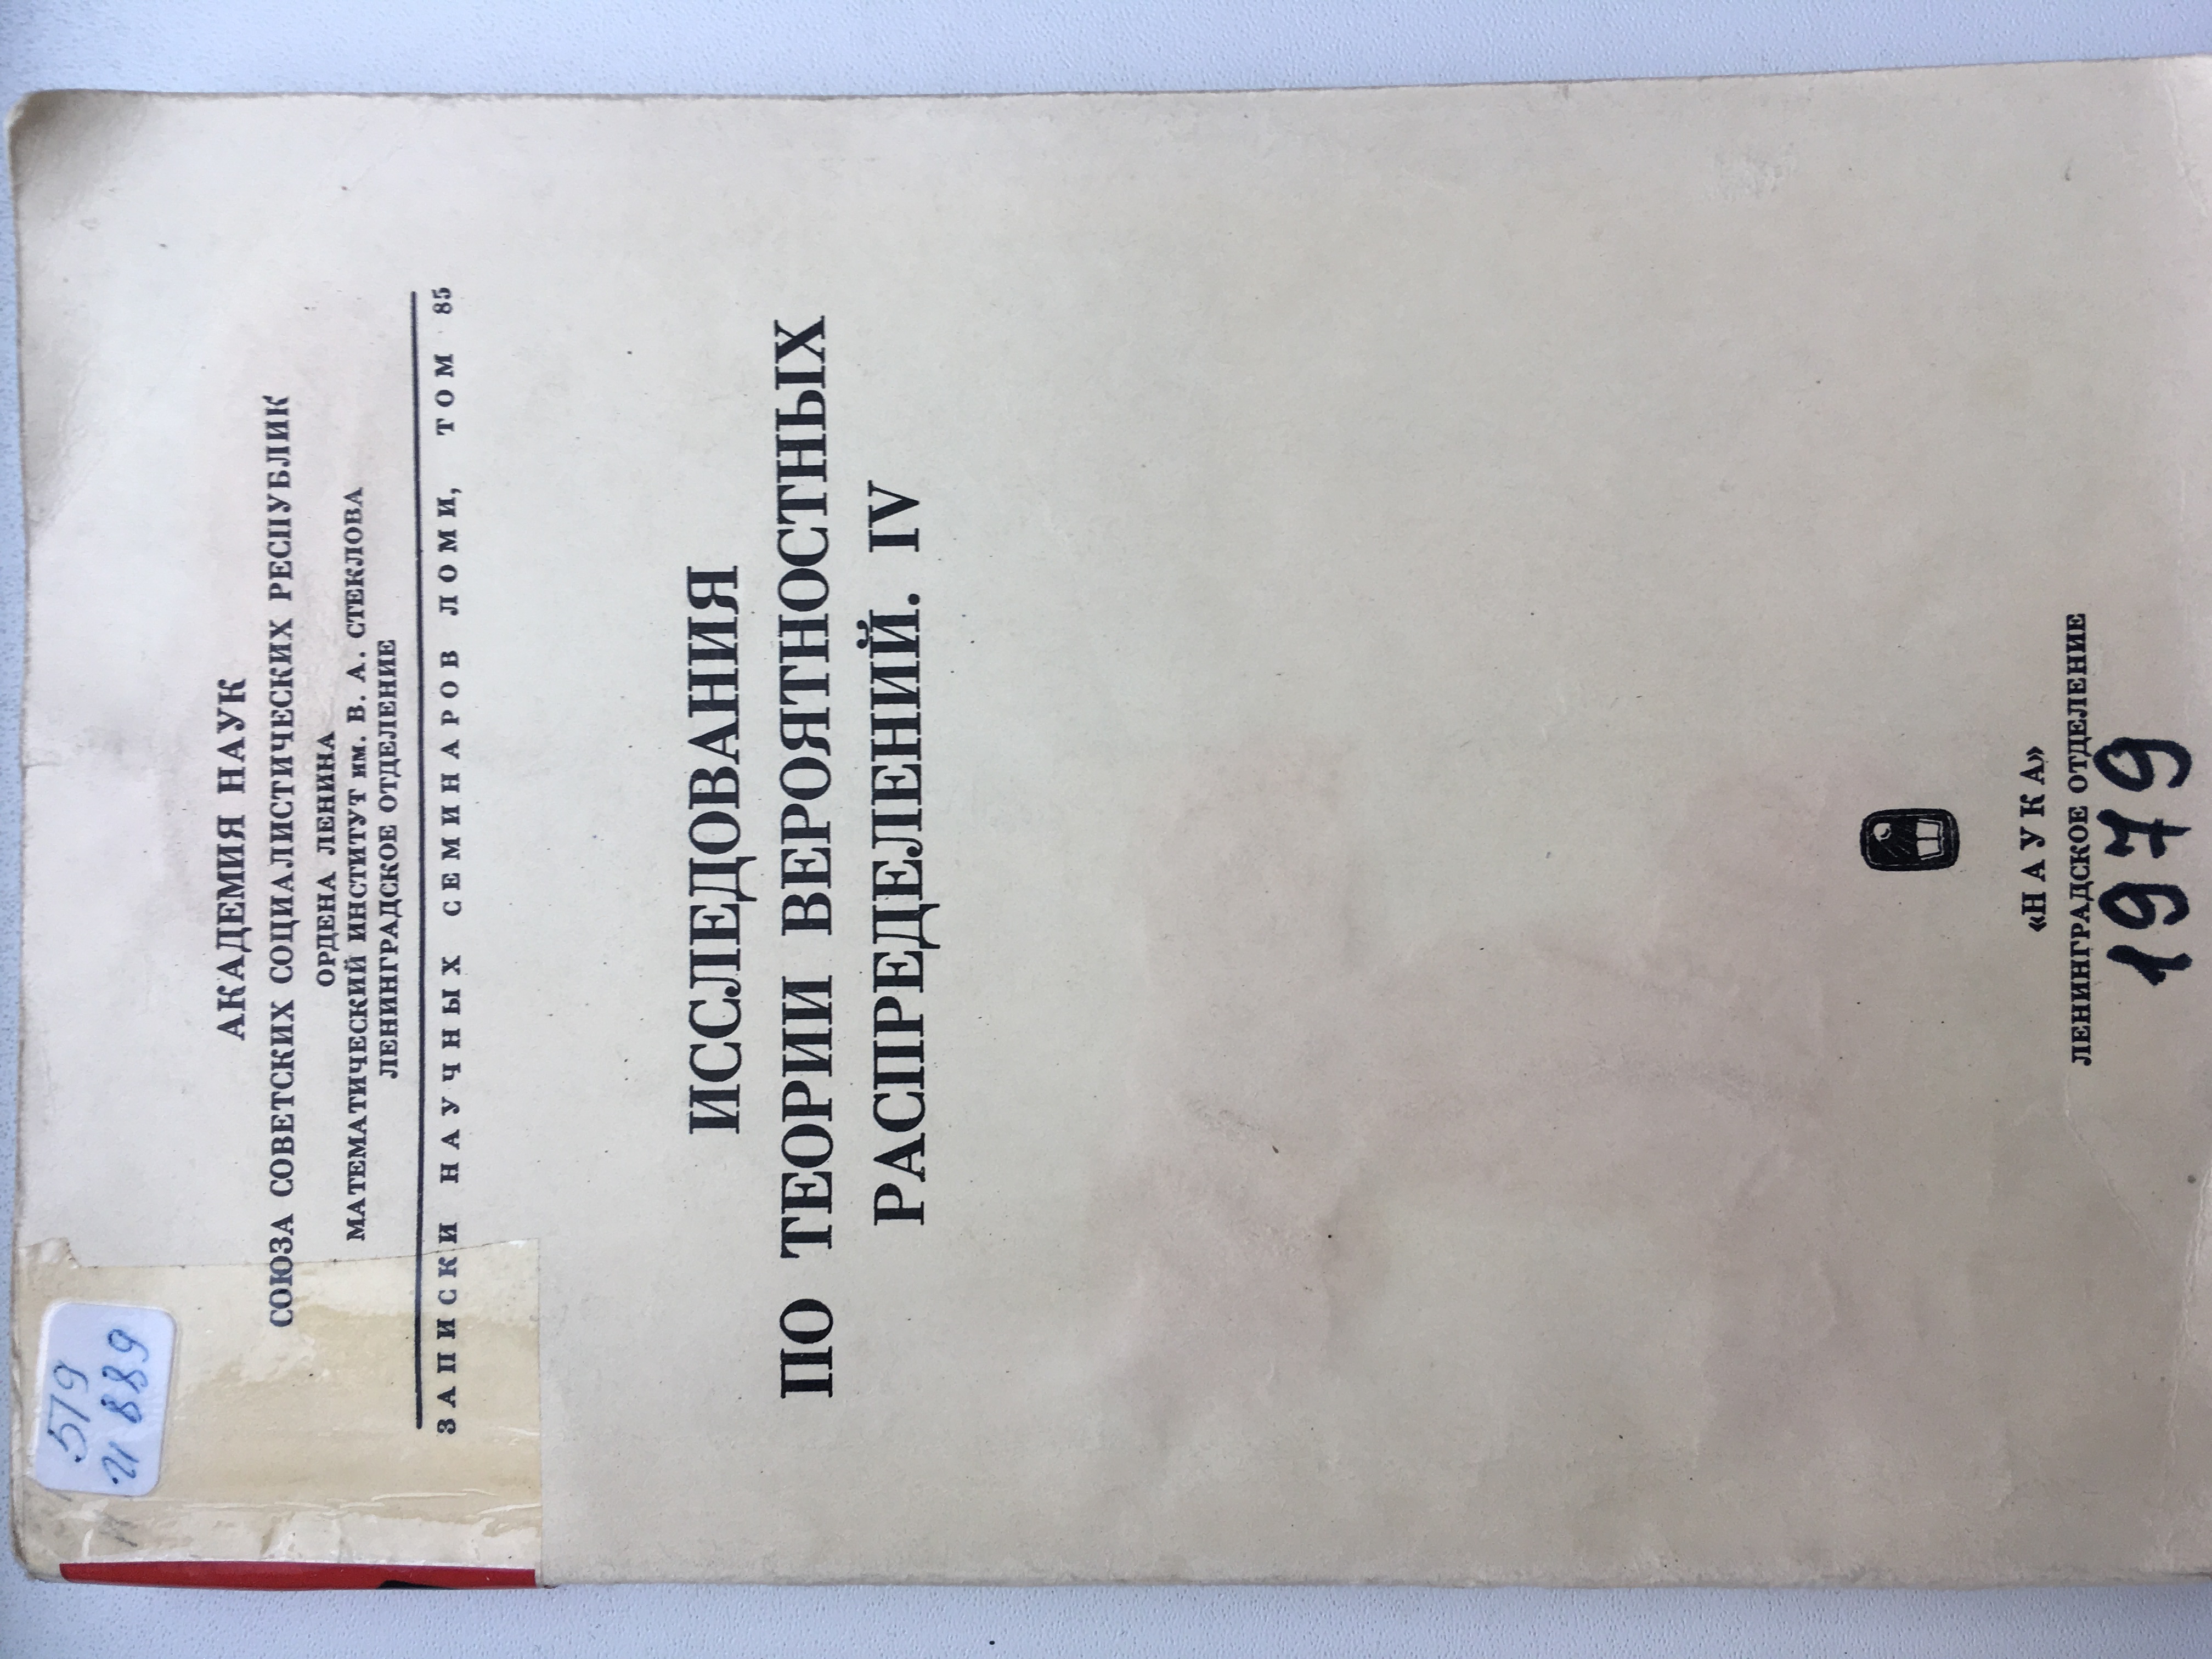 579
И 889
АКАДЕМИЯ НАУК
СОЮЗА СОВЕТСКИХ СОЦИАЛИСТИЧЕСКИХ РЕСПУБЛИК
ОРДЕНА ЛЕНИНА
МАТЕМАТИЧЕСКИЙ ИНСТИТУТ им. В. А. СТЕКЛОВА
ЛЕНИНГРАДСКОЕ ОТДЕЛЕНИЕ
ЗАПИСКИ НАУЧНЫХ СЕМИНАРОВ ЛОМИ, ТОМ 85
ИССЛЕДОВАНИЯ
ПО ТЕОРИИ ВЕРОЯТНОСТНЫХ
РАСПРЕДЕЛЕНИЙ. IV
«НАУКА»
ЛЕНИНГРАДСКОЕ ОТДЕЛЕНИЕ
1979